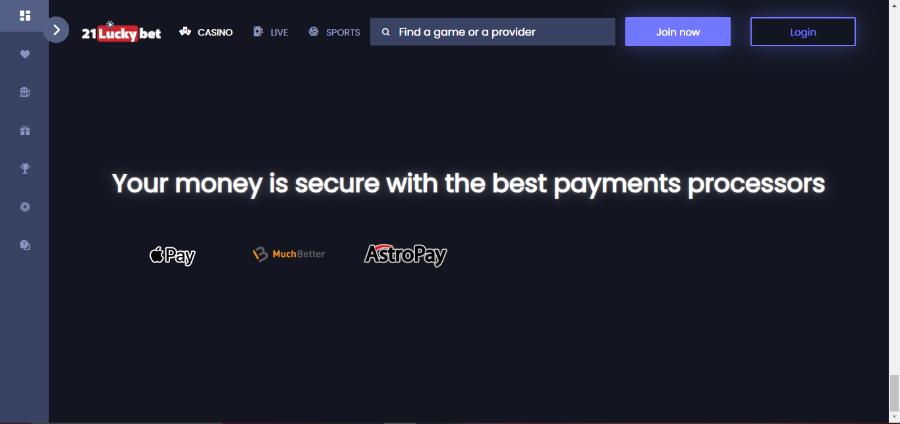 21Luckybet
CASINO
LIVE
SPORTS
Find a game or a provider
Join now
Login
Your money is secure with the best payments processors
Pay
MuchBetter
AstroPay